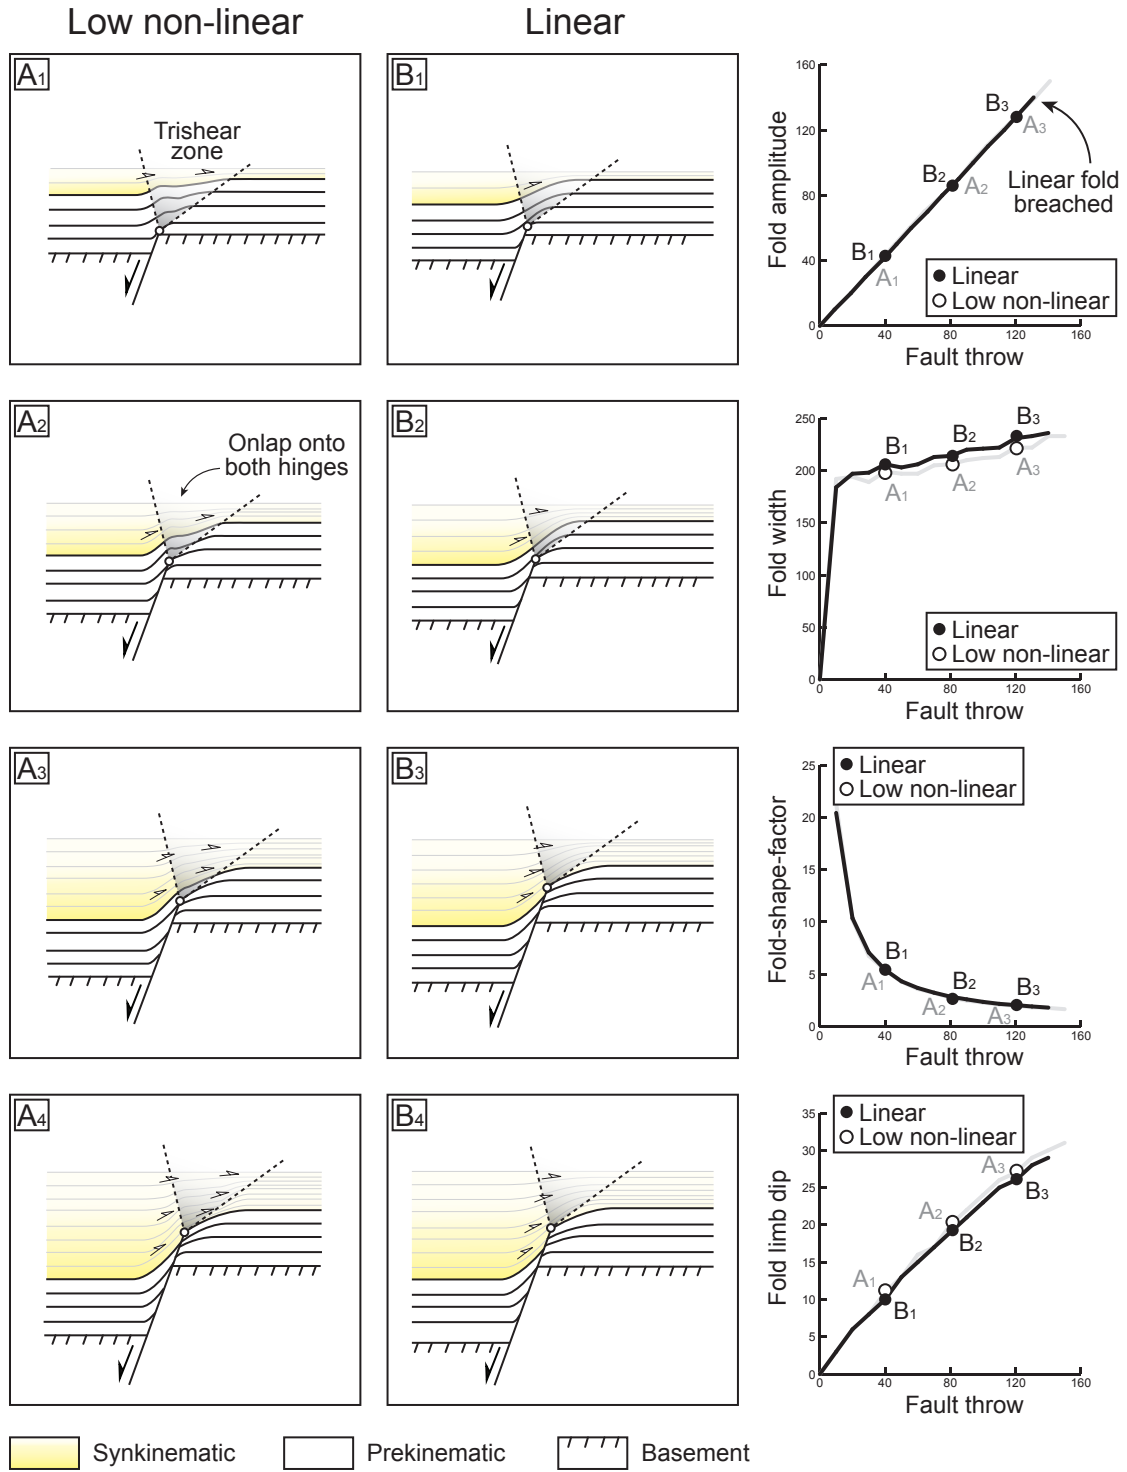 Low non-linear
Linear
A1
Trishear
zone
B1
160
120
80
40
0
0
40
80
120
160
Fold amplitude
Fault throw
B3
A3
B2
A2
B1
A1
Linear fold
breached
Linear
Low non-linear
A2
Onlap onto
both hinges
B2
250
200
150
100
50
0
0
40
80
120
160
Fold width
Fault throw
B1
B2
B3
A1
A2
A3
Linear
Low non-linear
A3
B3
25
20
15
10
5
0
0
40
80
120
160
Fold-shape-factor
Fault throw
Linear
Low non-linear
B1
B2
B3
A1
A2
A3
A4
B4
35
30
25
20
15
10
5
0
0
40
80
120
160
Fold limb dip
Fault throw
Linear
Low non-linear
A3
B3
A2
B2
A1
B1
Synkinematic
Prekinematic
Basement